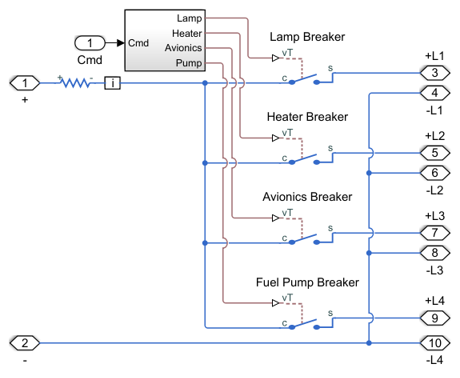 Lamp
Heater
Avionics
Pump
Cmd
1
Cmd
Lamp Breaker
vT
c
s
+L1
3
4
-L1
1
+
+
-
i
Heater Breaker
vT
c
s
+L2
5
6
-L2
Avionics Breaker
vT
c
s
+L3
7
8
-L3
Fuel Pump Breaker
vT
c
s
+L4
9
10
-L4
2
-